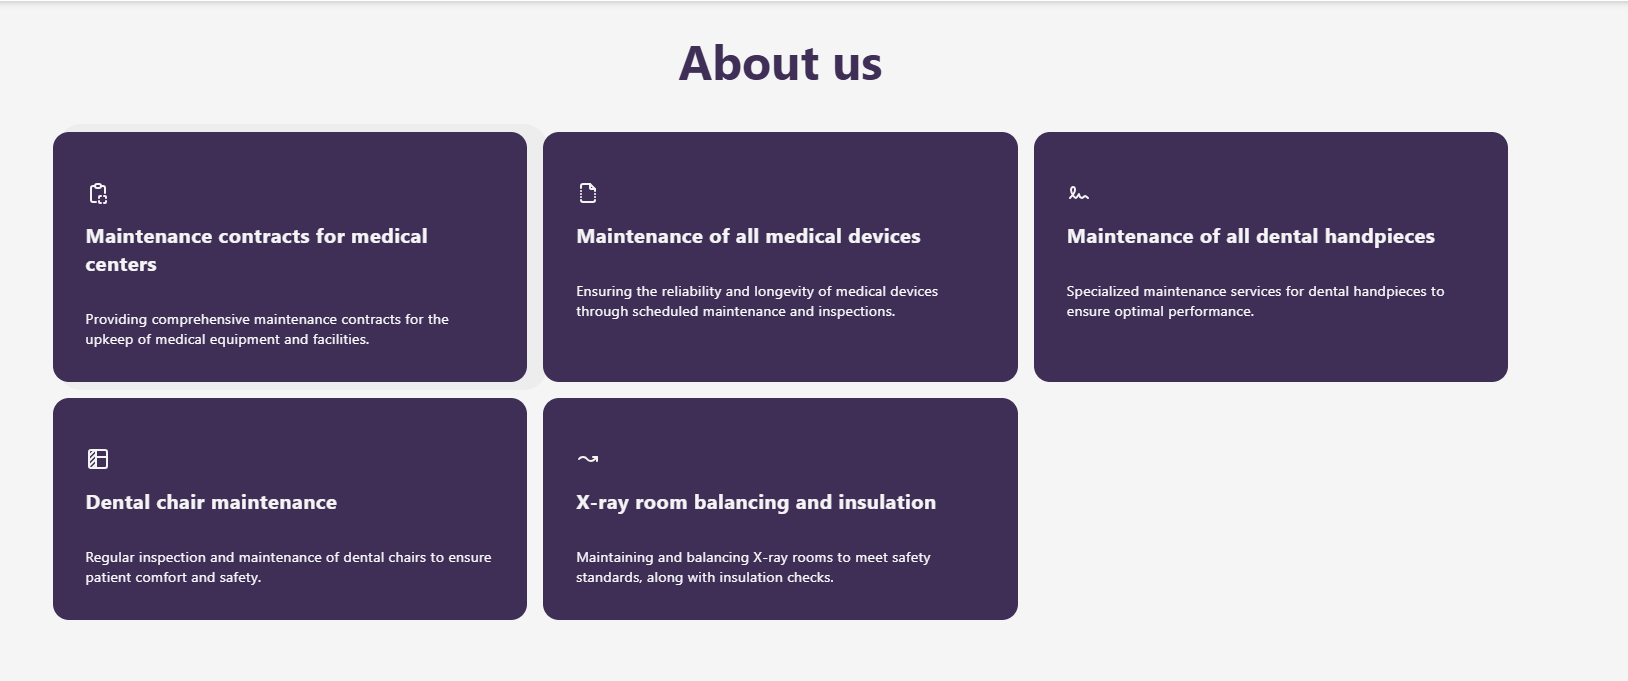 About us
Maintenance contracts for medical
centers
Providing comprehensive maintenance contracts for the
upkeep of medical equipment and facilities.
Maintenance of all medical devices
Ensuring the reliability and longevity of medical devices
through scheduled maintenance and inspections.
Maintenance of all dental handpieces
Specialized maintenance services for dental handpieces to
ensure optimal performance.
Dental chair maintenance
Regular inspection and maintenance of dental chairs to ensure
patient comfort and safety.
X-ray room balancing and insulation
Maintaining and balancing X-ray rooms to meet safety
standards, along with insulation checks.